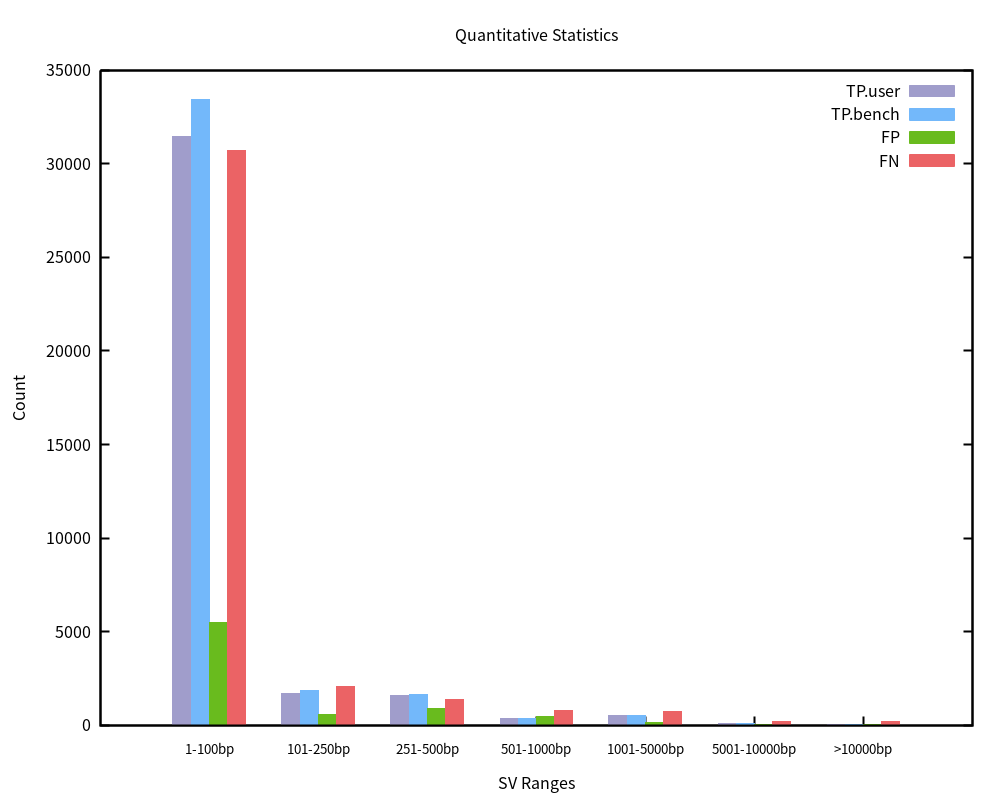 Quantitative Statistics
35000
30000
25000
20000
15000
10000
5000
0
Count
TP.user
TP.bench
FP
FN
1-100bp
101-250bp
251-500bp
501-1000bp
1001-5000bp
5001-10000bp
>10000bp
SV Ranges